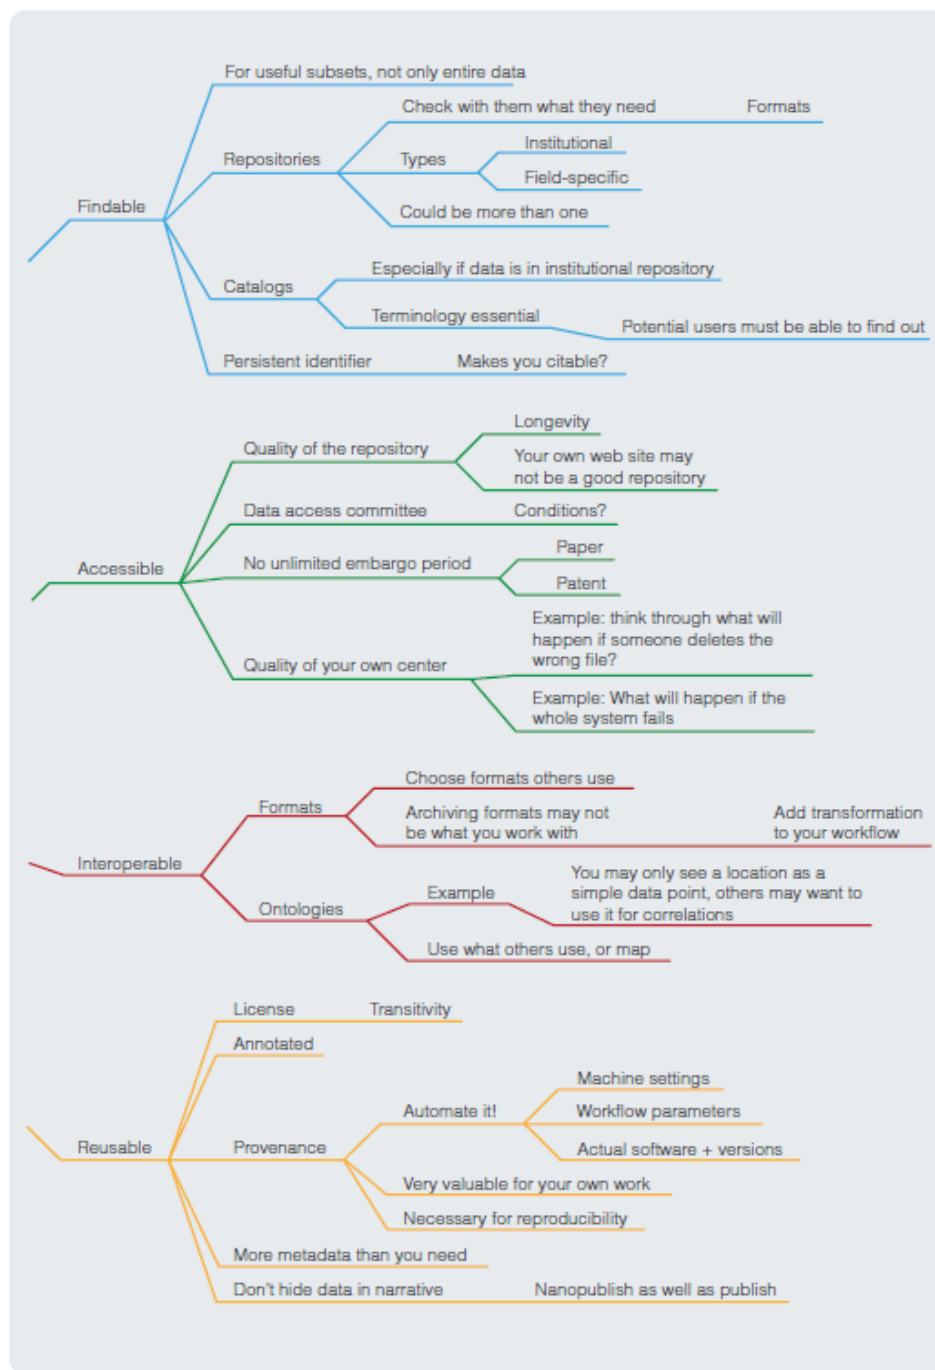 For useful subsets, not only entire data
Check with them what they need
Formats
Repositories
Types
Institutional
Field-specific
Could be more than one
Findable
Especially if data is in institutional repository
Catalogs
Terminology essential
Potential users must be able to find out
Persistent identifier
Makes you citable?
Longevity
Quality of the repository
Your own web site may
not be a good repository
Data access committee
Conditions?
Paper
No unlimited embargo period
Patent
Accessible
Example: think through what will
happen if someone deletes the
wrong file?
Quality of your own center
Example: What will happen if the
whole system fails
Choose formats others use
Formats
Archiving formats may not
be what you work with
Add transformation
to your workflow
Interoperable
You may only see a location as a
simple data point, others may want to
use it for correlations
Example
Ontologies
Use what others use, or map
License
Transitivity
Annotated
Machine settings
Automate it!
Workflow parameters
Actual software + versions
Reusable
Provenance
Very valuable for your own work
Necessary for reproducibility
More metadata than you need
Don't hide data in narrative
Nanopublish as well as publish